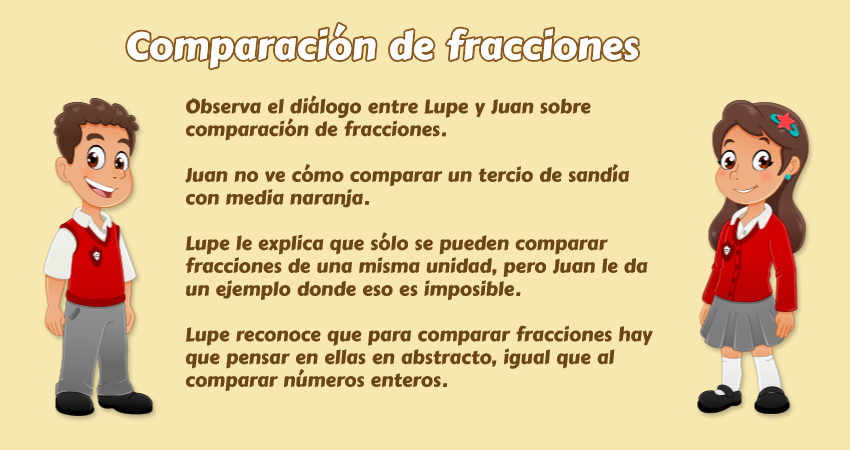 Comparación de fracciones
Observa el diálogo entre Lupe y Juan sobre
comparación de fracciones.
Juan no ve cómo comparar un tercio de sandía
con media naranja.
Lupe le explica que sólo se pueden comparar
fracciones de una misma unidad, pero Juan le da
un ejemplo donde eso es imposible.
Lupe reconoce que para comparar fracciones hay
que pensar en ellas en abstracto, igual que al
comparar números enteros.